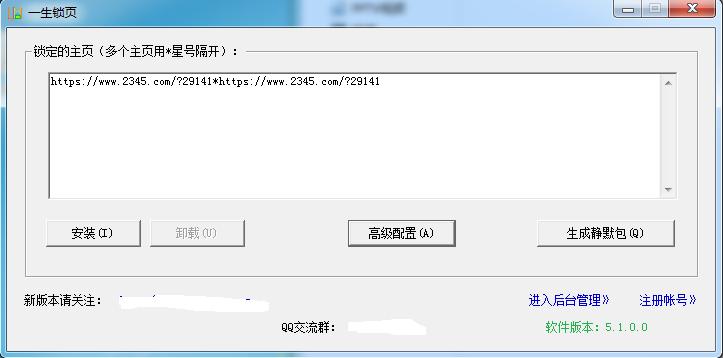 一生锁页
锁定的主页（多个主页用*星号隔开）：
https://www.2345.com/?29141*https://www.2345.com/?29141
安装(I) 卸载(U) 高级配置(A) 生成静默包(Q)
新版本请关注： 进入后台管理》 注册帐号》
QQ交流群： 软件版本：5.1.0.0